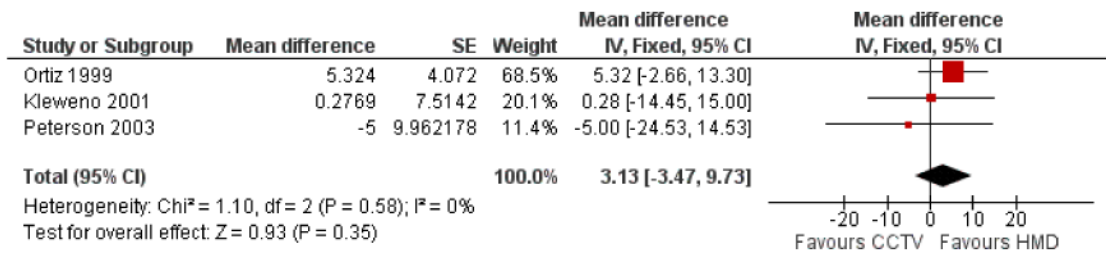 Mean difference Mean difference
Study or Subgroup Mean difference SE Weight IV, Fixed, 95% CI IV, Fixed, 95% CI
Ortiz 1999 5.324 4.072 68.5% 5.32 [-2.66, 13.30]
Kleweno 2001 0.2769 7.5142 20.1% 0.28 [-14.45, 15.00]
Peterson 2003 -5 9.962178 11.4% -5.00 [-24.53, 14.53]
Total (95% CI) 100.0% 3.13 [-3.47, 9.73]
Heterogeneity: Chi² = 1.10, df = 2 (P = 0.58); I² = 0%
Test for overall effect: Z = 0.93 (P = 0.35)
-20 -10 0 10 20
Favours CCTV Favours HMD